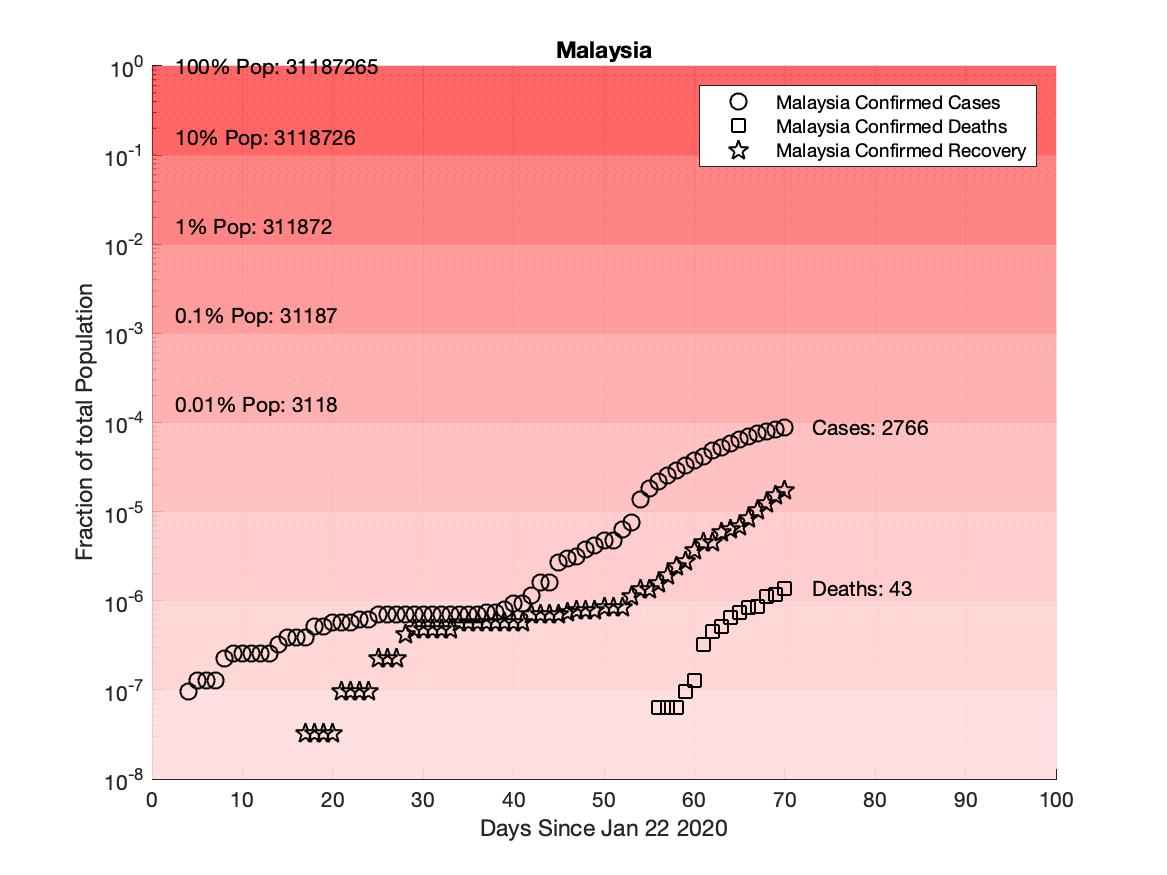 Malaysia
10^0
100% Pop: 31187265
Malaysia Confirmed Cases
Malaysia Confirmed Deaths
Malaysia Confirmed Recovery
10% Pop: 3118726
10^-1
1% Pop: 311872
10^-2
0.1% Pop: 31187
10^-3
0.01% Pop: 3118
10^-4
Cases: 2766
10^-5
Deaths: 43
10^-6
10^-7
10^-8
Fraction of total Population
0 10 20 30 40 50 60 70 80 90 100
Days Since Jan 22 2020